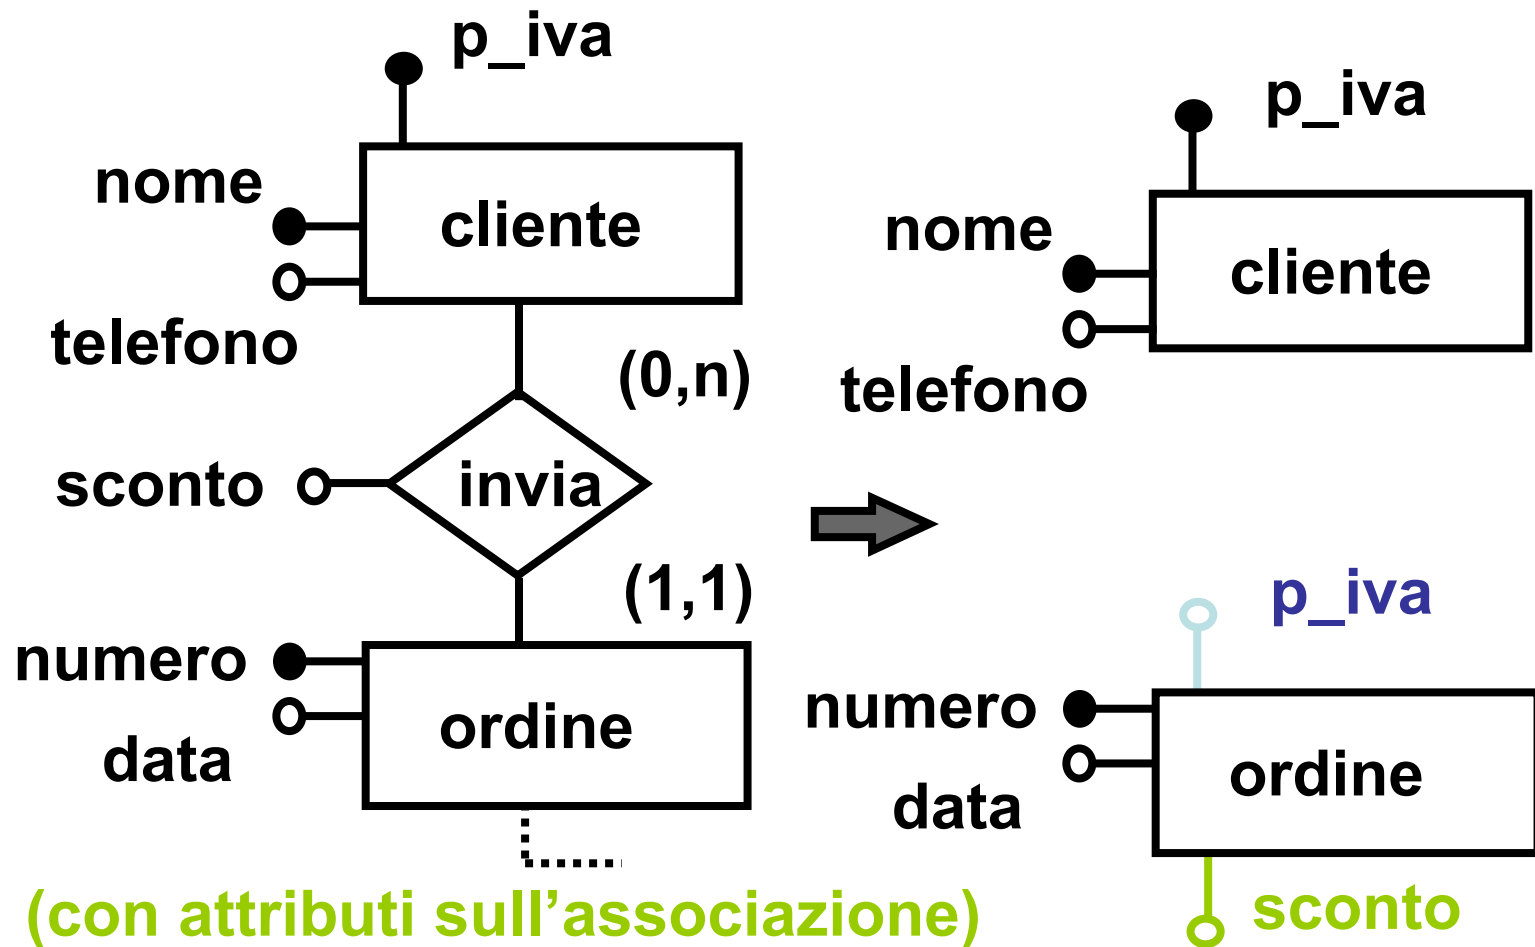 p_iva
nome
cliente
telefono
(0,n)
sconto
invia
(1,1)
numero
ordine
data
p_iva
nome
cliente
telefono
p_iva
numero
ordine
data
sconto
(con attributi sull’associazione)